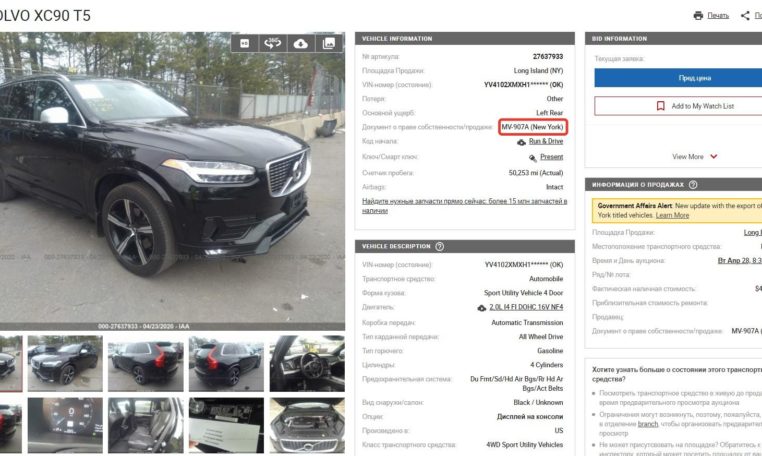 OLVO XC90 T5
Печать
VEHICLE INFORMATION
№ артикула: 27637933
Площадка Продажи: Long Island (NY)
VIN-номер (состояние): YV4102XMXH1****** (OK)
Потеря: Other
Основной ущерб: Left Rear
Документ о праве собственности/продаже: MV-907A (New York)
Код начала: Run & Drive
Ключ/Смарт ключ: Present
Счетчик пробега: 50,253 mi (Actual)
Airbags: Intact
Найдите нужные запчасти прямо сейчас: более 15 млн запчастей в
наличии
VEHICLE DESCRIPTION
VIN-номер (состояние): YV4102XMXH1****** (OK)
Транспортное средство: Automobile
Форма кузова: Sport Utility Vehicle 4 Door
Двигатель: 2.0L I4 FI DOHC 16V NF4
Коробка передач: Automatic Transmission
Тип карданной передачи: All Wheel Drive
Тип горючего: Gasoline
Цилиндры: 4 Cylinders
Предохранительная система: Du Frnt/Sd/Hd Air Bgs/Rr Hd Ar
Bgs/Act Belts
Вид снаружи/салон: Black / Unknown
Опции: Дисплей на консоли
Произведено в: US
Класс транспортного средства: 4WD Sport Utility Vehicles
000-27637933 - 04/23/2020 - IAA
BID INFORMATION
Текущая заявка:
Пред.цена
Add to My Watch List
View More
ИНФОРМАЦИЯ О ПРОДАЖАХ
Government Affairs Alert: New update with the export of
York titled vehicles. Learn More
Площадка Продажи: Long I
Местоположение транспортного средства:
Время и День аукциона: Вт Апр 28, 8:3
Ряд/№ лота:
Фактическая наличная стоимость: $4
Приблизительная стоимость ремонта:
Продавец:
Документ о праве собственности/продаже: MV-907A (
Хотите узнать больше о состоянии этого транспортн
средства?
Посмотреть транспортное средство в живую до прода
время предварительного просмотра аукциона
Ограничения могут возникнуть, поэтому, пожалуйста,
в отделение branch, чтобы организовать предварител
просмотр
Не можете присутствовать на площадке? Обратитесь к